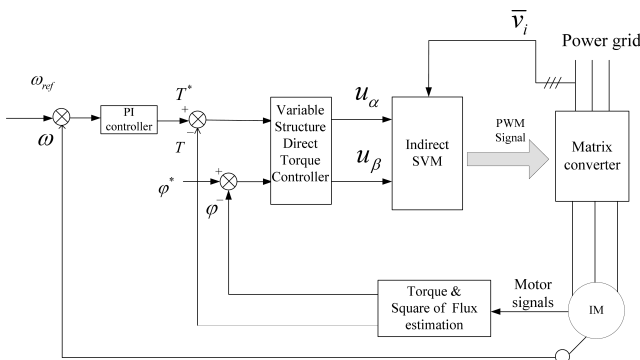 v̄ᵢ
Power grid
ω_ref
T*
PI
controller
+
ω
T
−
Variable
Structure
Direct
Torque
Controller
u_α
u_β
Indirect
SVM
PWM
Signal
Matrix
converter
+
φ*
φ
−
Torque &
Square of Flux
estimation
Motor
signals
IM